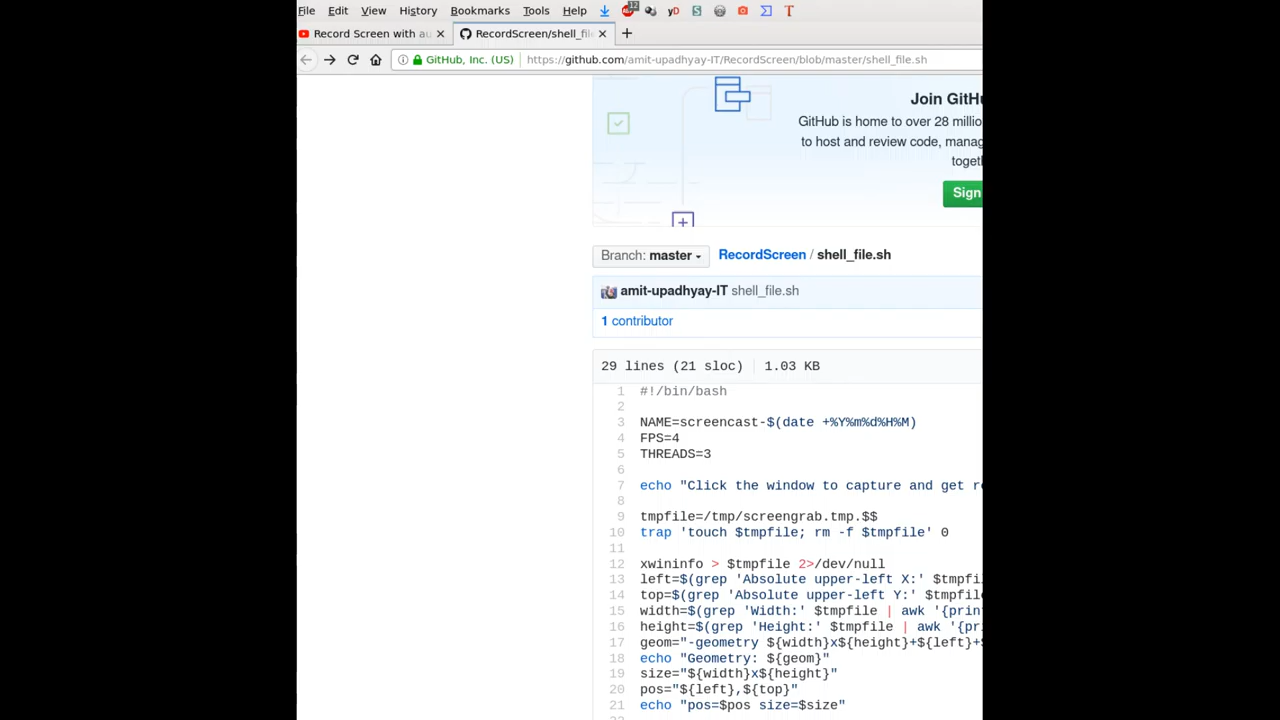 File Edit View History Bookmarks Tools Help 12 yD S T
Record Screen with au × RecordScreen/shell_file × +
GitHub, Inc. (US) https://github.com/amit-upadhyay-IT/RecordScreen/blob/master/shell_file.sh
Join GitHu
GitHub is home to over 28 millio
to host and review code, manag
togeth
Sign
Branch: master RecordScreen / shell_file.sh
amit-upadhyay-IT shell_file.sh
1 contributor
29 lines (21 sloc) 1.03 KB
1 #!/bin/bash
2
3 NAME=screencast-$(date +%Y%m%d%H%M)
4 FPS=4
5 THREADS=3
6
7 echo "Click the window to capture and get re
8
9 tmpfile=/tmp/screengrab.tmp.$$
10 trap 'touch $tmpfile; rm -f $tmpfile' 0
11
12 xwininfo > $tmpfile 2>/dev/null
13 left=$(grep 'Absolute upper-left X:' $tmpfil
14 top=$(grep 'Absolute upper-left Y:' $tmpfile
15 width=$(grep 'Width:' $tmpfile | awk '{prin
16 height=$(grep 'Height:' $tmpfile | awk '{pr
17 geom="-geometry ${width}x${height}+${left}+$
18 echo "Geometry: ${geom}"
19 size="${width}x${height}"
20 pos="${left},${top}"
21 echo "pos=$pos size=$size"